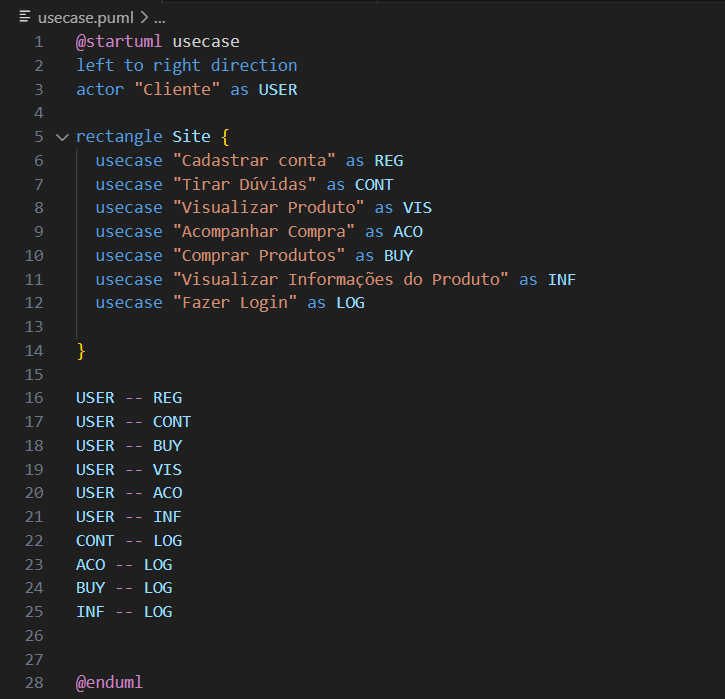 usecase.puml > ...
1 @startuml usecase
2 left to right direction
3 actor "Cliente" as USER
4
5 rectangle Site {
6 usecase "Cadastrar conta" as REG
7 usecase "Tirar Dúvidas" as CONT
8 usecase "Visualizar Produto" as VIS
9 usecase "Acompanhar Compra" as ACO
10 usecase "Comprar Produtos" as BUY
11 usecase "Visualizar Informações do Produto" as INF
12 usecase "Fazer Login" as LOG
13
14 }
15
16 USER -- REG
17 USER -- CONT
18 USER -- BUY
19 USER -- VIS
20 USER -- ACO
21 USER -- INF
22 CONT -- LOG
23 ACO -- LOG
24 BUY -- LOG
25 INF -- LOG
26
27
28 @enduml